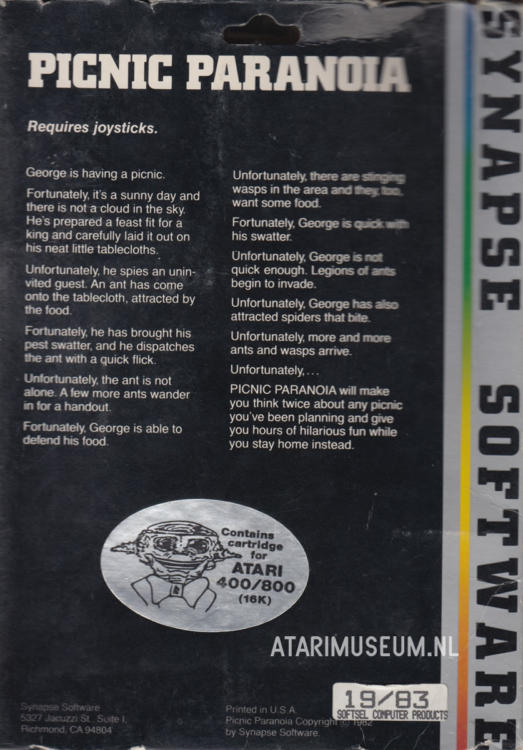 PICNIC PARANOIA
Requires joysticks.
George is having a picnic.
Fortunately, it's a sunny day and
there is not a cloud in the sky.
He's prepared a feast fit for a
king and carefully laid it out on
his neat little tablecloths.
Unfortunately, he spies an unin-
vited guest. An ant has come
onto the tablecloth, attracted by
the food.
Fortunately, he has brought his
pest swatter, and he dispatches
the ant with a quick flick.
Unfortunately, the ant is not
alone. A few more ants wander
in for a handout.
Fortunately, George is able to
defend his food.
Unfortunately, there are stinging
wasps in the area and they, too,
want some food.
Fortunately, George is quick with
his swatter.
Unfortunately, George is not
quick enough. Legions of ants
begin to invade.
Unfortunately, George has also
attracted spiders that bite.
Unfortunately, more and more
ants and wasps arrive.
Unfortunately,...
PICNIC PARANOIA will make
you think twice about any picnic
you've been planning and give
you hours of hilarious fun while
you stay home instead.
Contains
cartridge
for
ATARI
400/800
(16K)
ATARIMUSEUM.NL
Synapse Software
5327 Jacuzzi St., Suite I,
Richmond, CA 94804
Printed in U.S.A.
Picnic Paranoia Copyright © 1982
by Synapse Software.
19/83
SOFTSEL COMPUTER PRODUCTS
SYNAPSE SOFTWARE